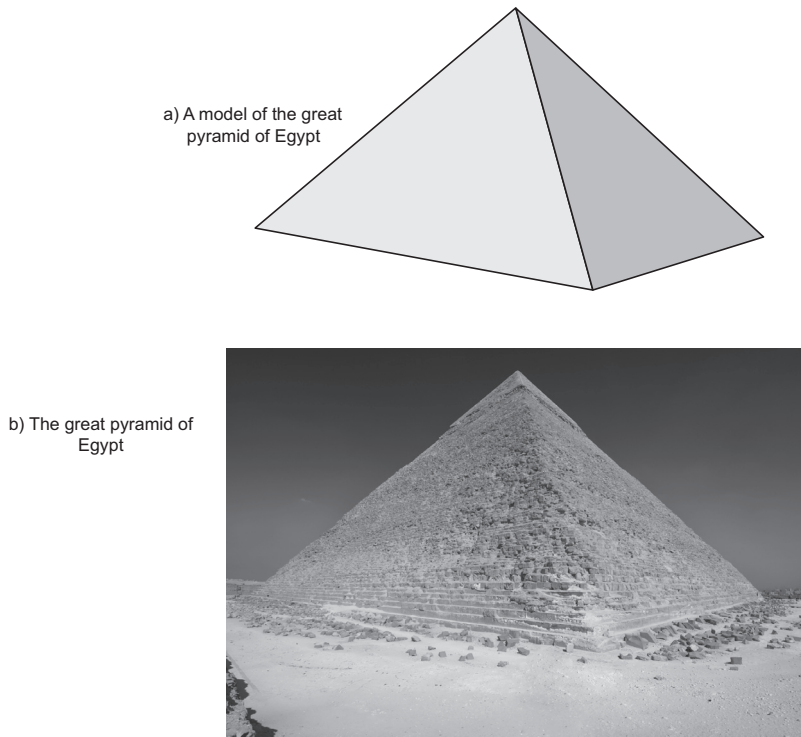 a) A model of the great
pyramid of Egypt
b) The great pyramid of
Egypt